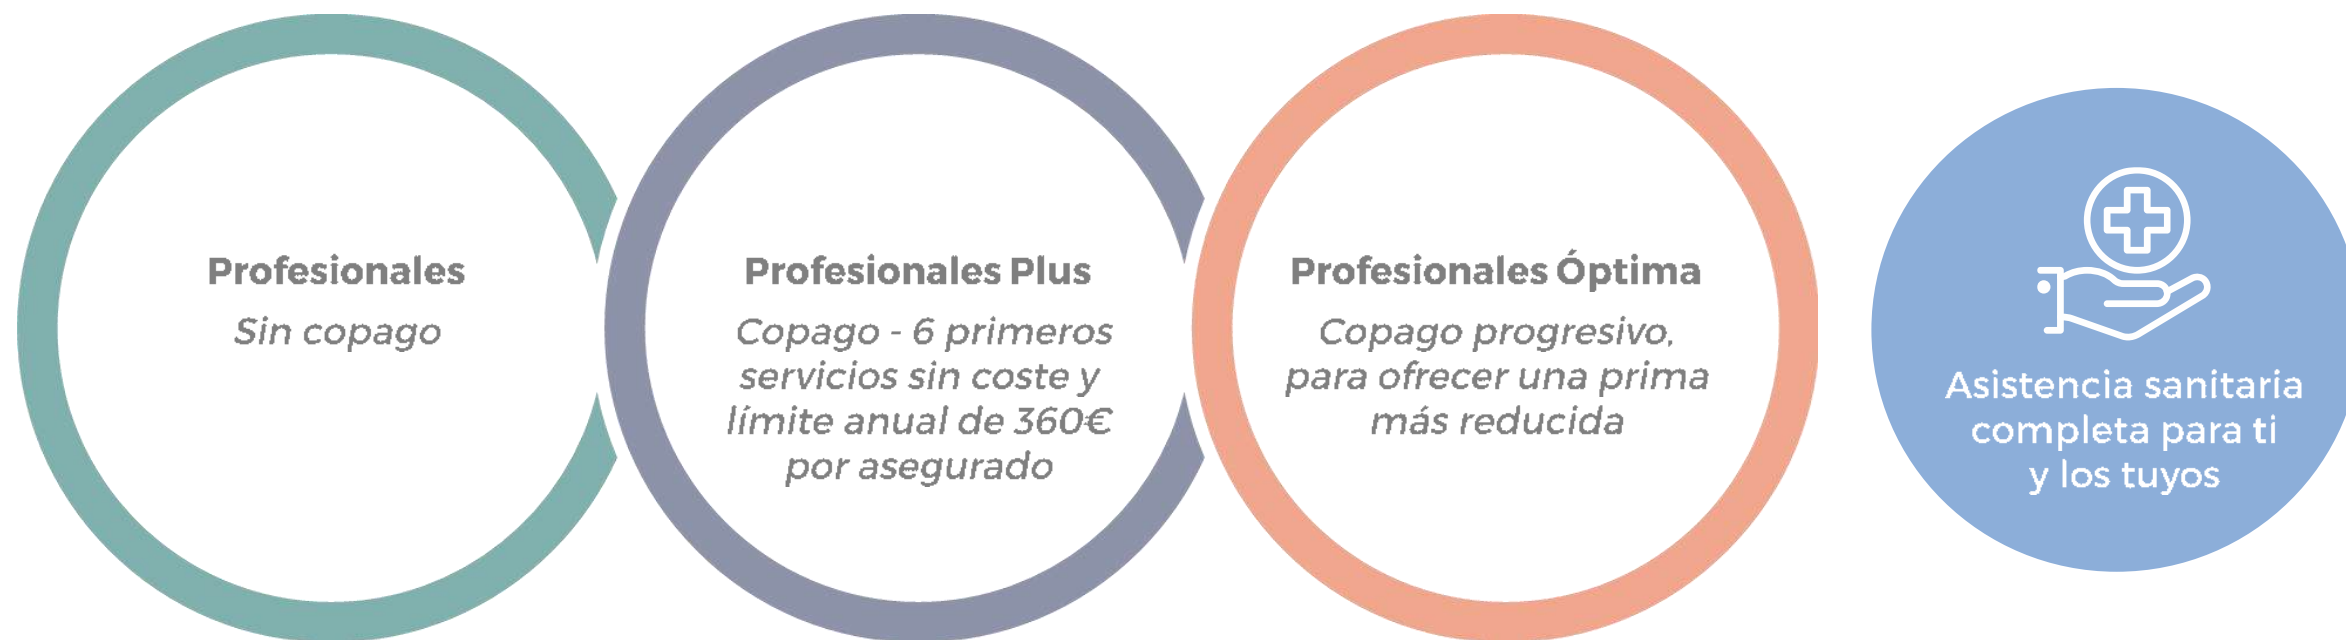 Profesionales
Sin copago
Profesionales Plus
Copago - 6 primeros
servicios sin coste y
límite anual de 360€
por asegurado
Profesionales Óptima
Copago progresivo,
para ofrecer una prima
más reducida
Asistencia sanitaria
completa para ti
y los tuyos